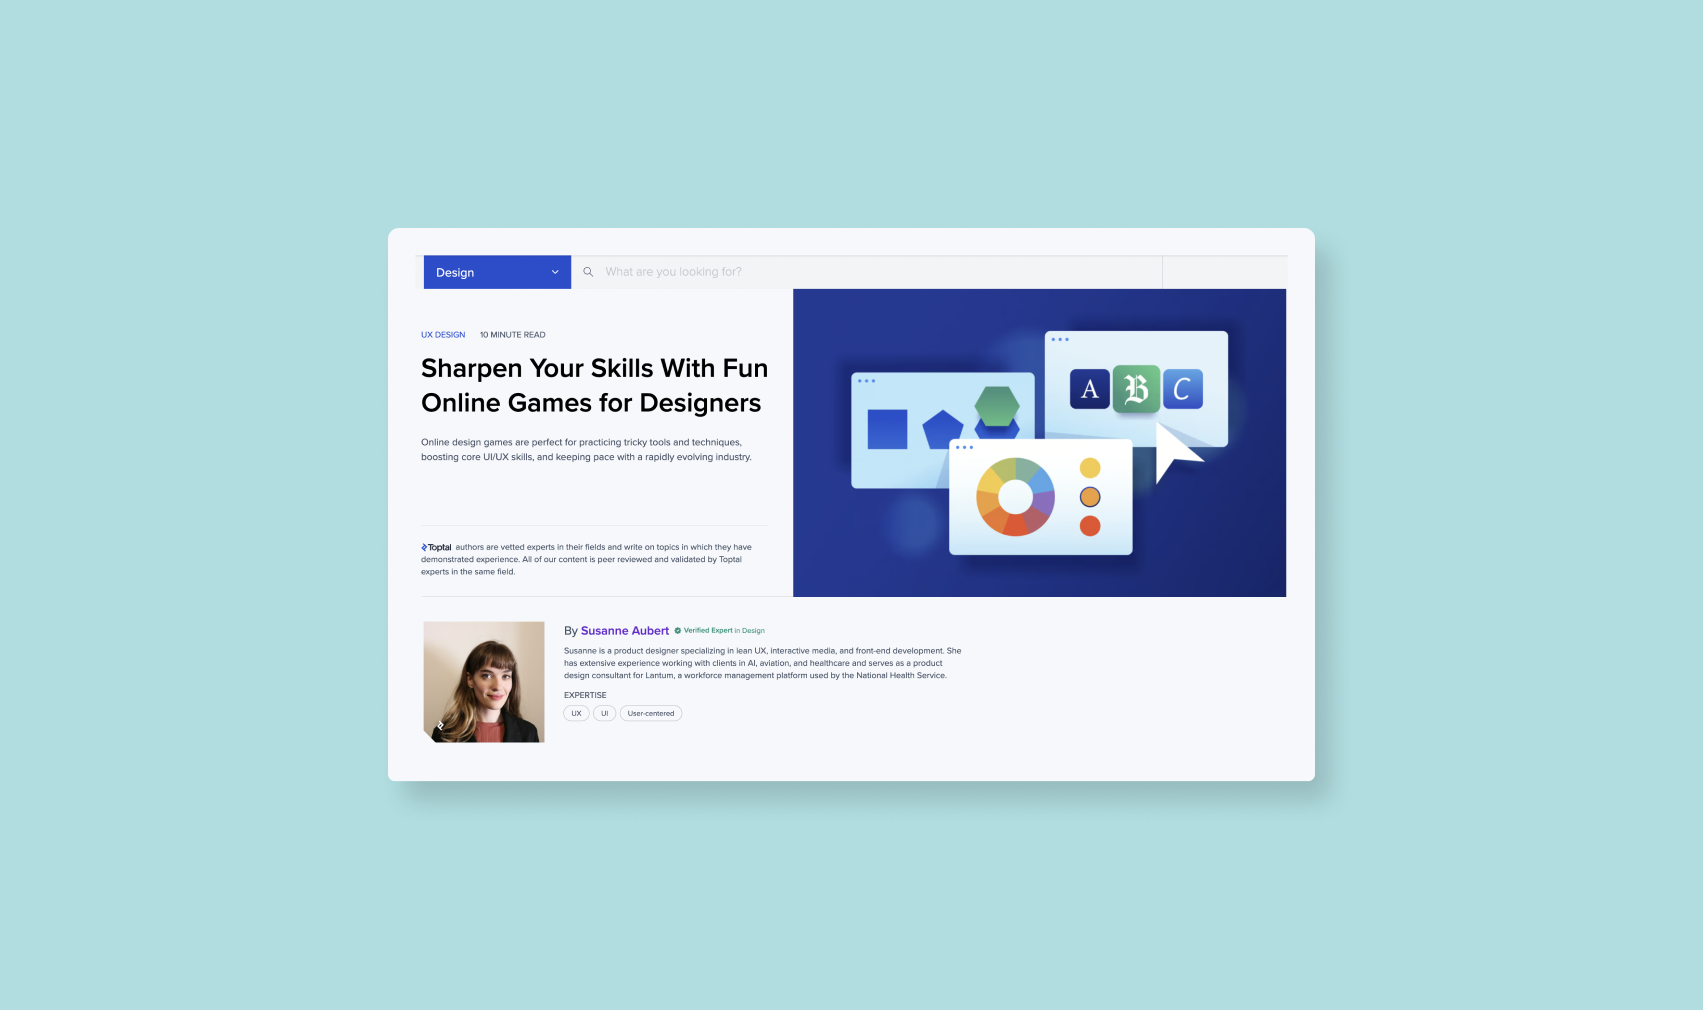 Design
What are you looking for?
UX DESIGN 10 MINUTE READ
Sharpen Your Skills With Fun
Online Games for Designers
Online design games are perfect for practicing tricky tools and techniques,
boosting core UI/UX skills, and keeping pace with a rapidly evolving industry.
Toptal authors are vetted experts in their fields and write on topics in which they have
demonstrated experience. All of our content is peer reviewed and validated by Toptal
experts in the same field.
A B C
By Susanne Aubert Verified Expert in Design
Susanne is a product designer specializing in lean UX, interactive media, and front-end development. She
has extensive experience working with clients in AI, aviation, and healthcare and serves as a product
design consultant for Lantum, a workforce management platform used by the National Health Service.
EXPERTISE
UX UI User-centered